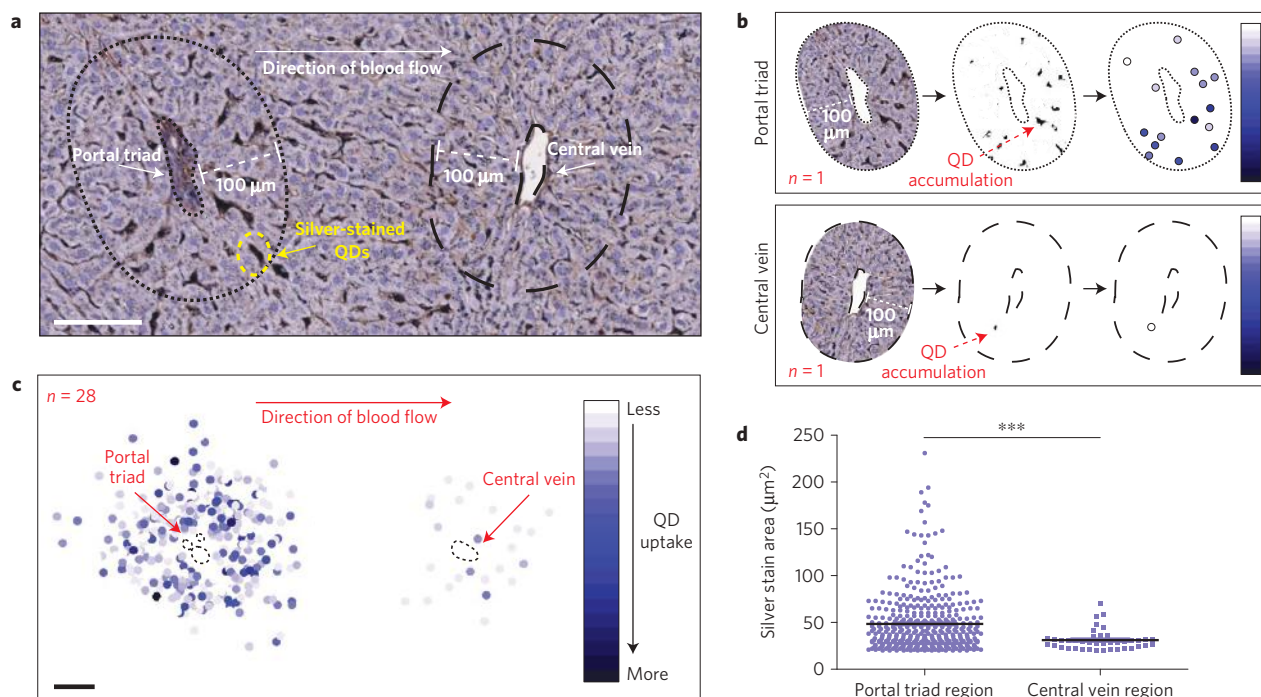 a
Direction of blood flow
Portal triad
100 μm
100 μm
Central vein
Silver-stained
QDs
b
Portal triad
100
μm
QD
accumulation
n = 1
Central vein
100
μm
QD
accumulation
n = 1
c
n = 28
Direction of blood flow
Portal
triad
Central vein
Less
QD
uptake
More
d
***
Silver stain area (μm²)
250
200
150
100
50
0
Portal triad region
Central vein region